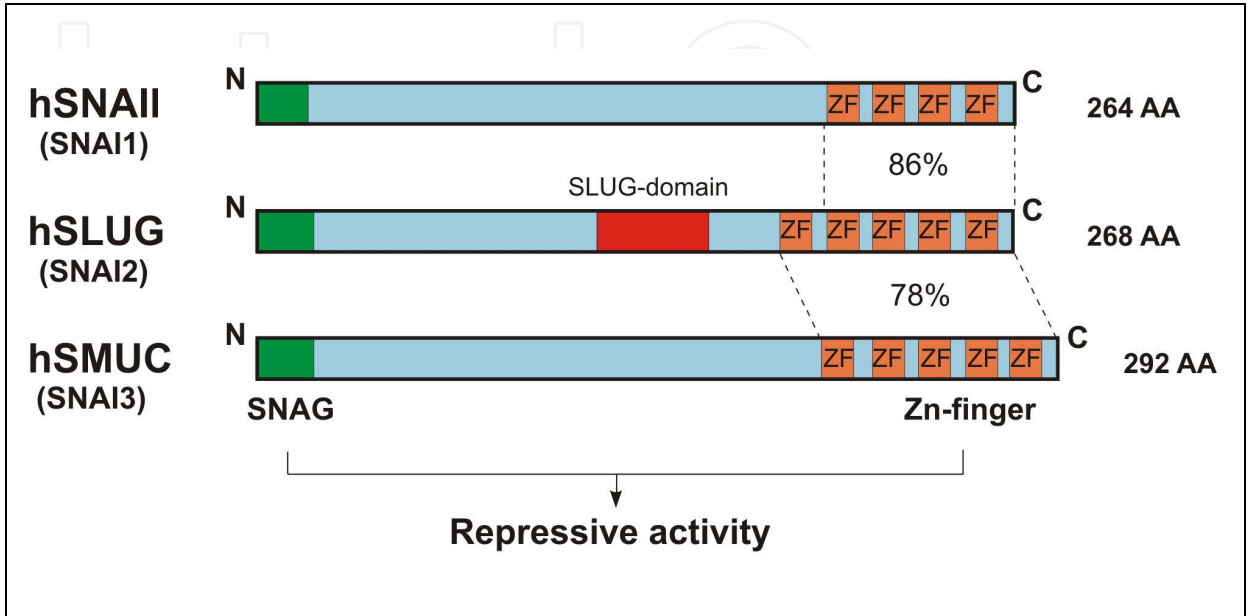 N
C
hSNAIl
(SNAI1)
ZF ZF ZF ZF
264 AA
86%
SLUG-domain
N
C
hSLUG
(SNAI2)
ZF ZF ZF ZF ZF
268 AA
78%
N
C
hSMUC
(SNAI3)
ZF ZF ZF ZF ZF
292 AA
SNAG
Zn-finger
Repressive activity